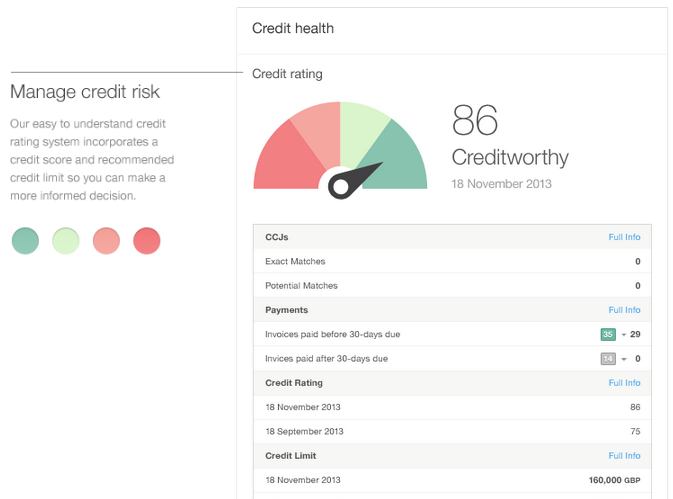 Credit health
Credit rating
Manage credit risk
Our easy to understand credit
rating system incorporates a
credit score and recommended
credit limit so you can make a
more informed decision.
86
Creditworthy
18 November 2013
CCJs Full Info
Exact Matches 0
Potential Matches 0
Payments Full Info
Invoices paid before 30-days due 35 29
Invices paid after 30-days due 14 0
Credit Rating Full Info
18 November 2013 86
18 September 2013 75
Credit Limit Full Info
18 November 2013 160,000 GBP